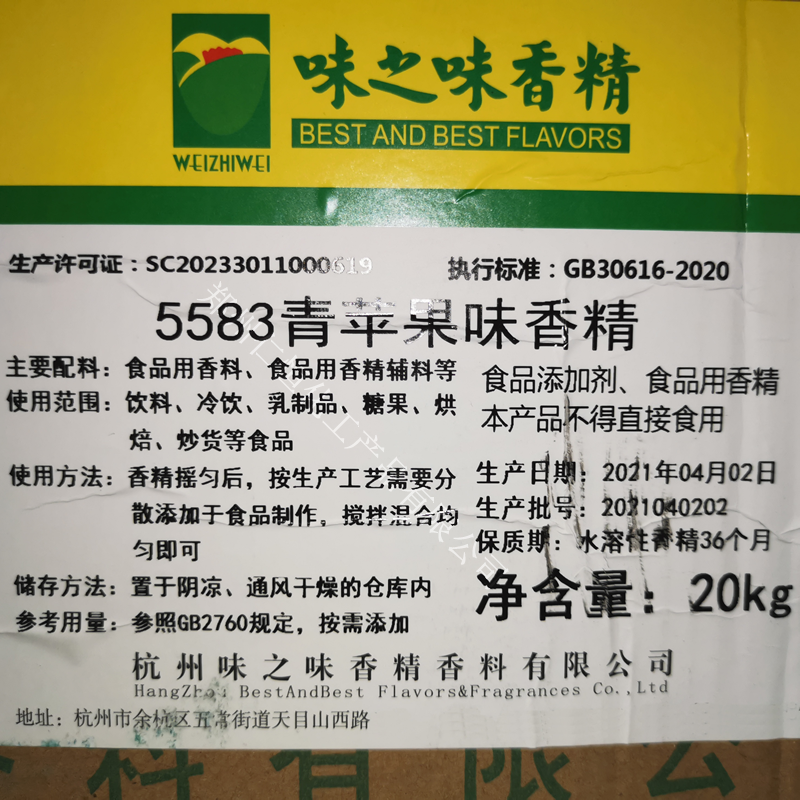 味之味香精
BEST AND BEST FLAVORS
WEIZHIWEI
生产许可证：SC20233011000619
执行标准：GB30616-2020
5583青苹果味香精
主要配料：食品用香料、食品用香精辅料等
使用范围：饮料、冷饮、乳制品、糖果、烘
焙、炒货等食品
食品添加剂、食品用香精
本产品不得直接食用
使用方法：香精摇匀后，按生产工艺需要分
散添加于食品制作，搅拌混合均
匀即可
生产日期：2021年04月02日
生产批号：2021040202
保质期：水溶性香精36个月
储存方法：置于阴凉、通风干燥的仓库内
参考用量：参照GB2760规定，按需添加
净含量：20kg
杭州味之味香精香料有限公司
HangZhou BestAndBest Flavors&Fragrances Co.,Ltd
地址：杭州市余杭区五常街道天目山西路
料有限公